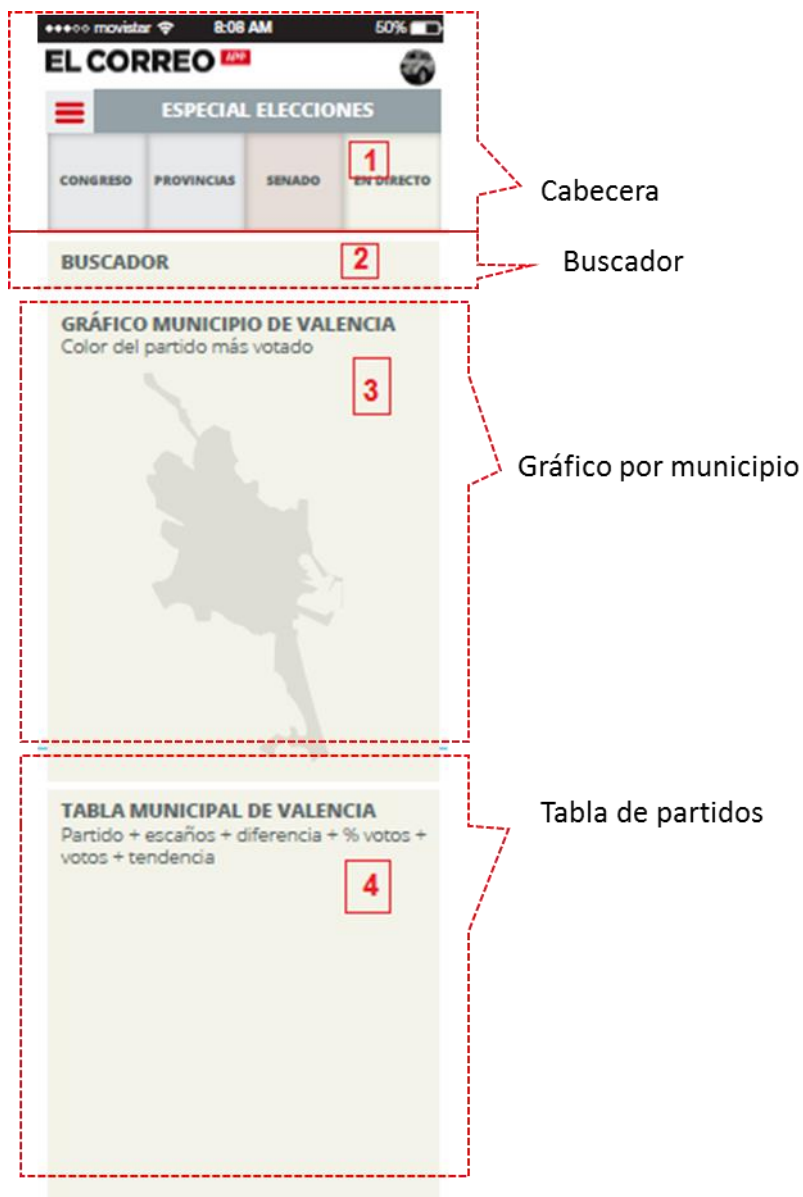 movistar 8:08 AM 50%
EL CORREO APP
ESPECIAL ELECCIONES
1
CONGRESO PROVINCIAS SENADO EN DIRECTO
Cabecera
BUSCADOR 2
Buscador
GRÁFICO MUNICIPIO DE VALENCIA
Color del partido más votado
3
Gráfico por municipio
TABLA MUNICIPAL DE VALENCIA
Partido + escaños + diferencia + % votos +
votos + tendencia
4
Tabla de partidos